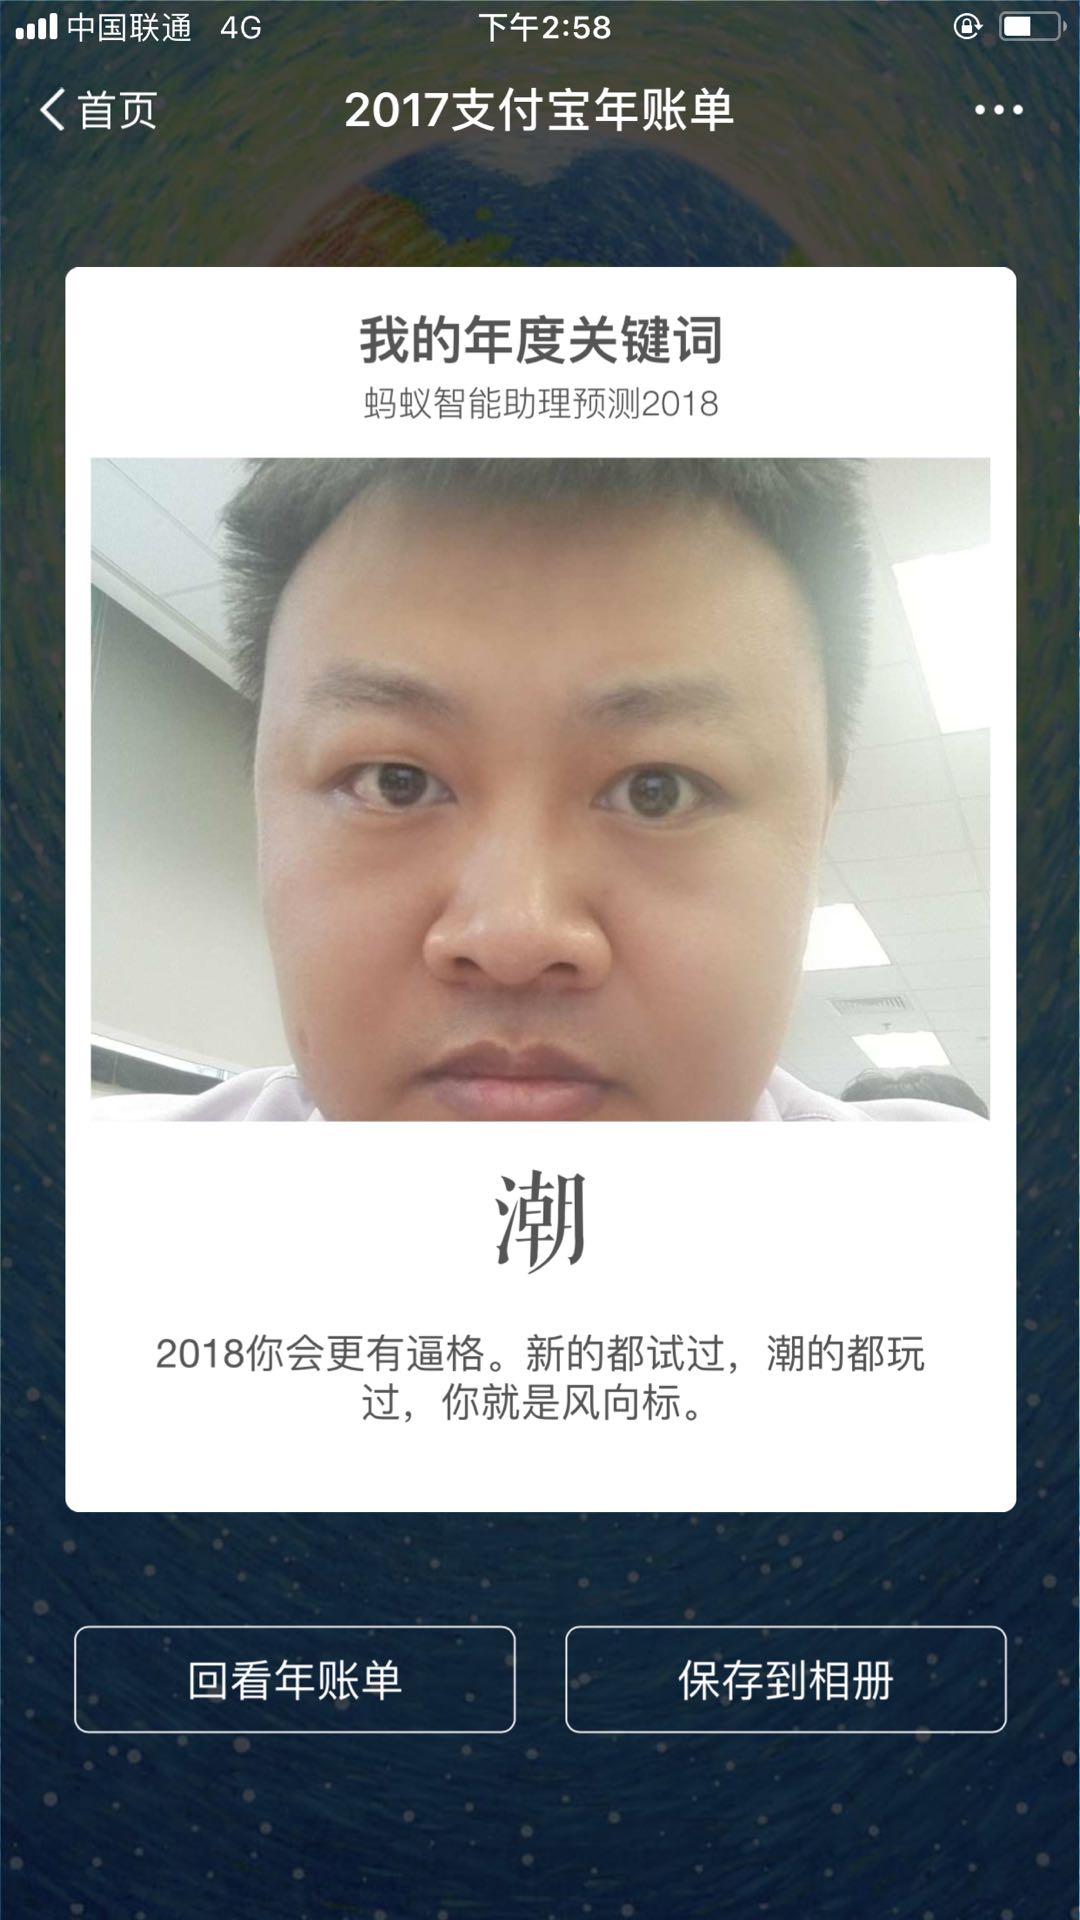 中国联通 4G 下午2:58
首页 2017支付宝年账单
我的年度关键词
蚂蚁智能助理预测2018
潮
2018你会更有逼格。新的都试过，潮的都玩
过，你就是风向标。
回看年账单 保存到相册